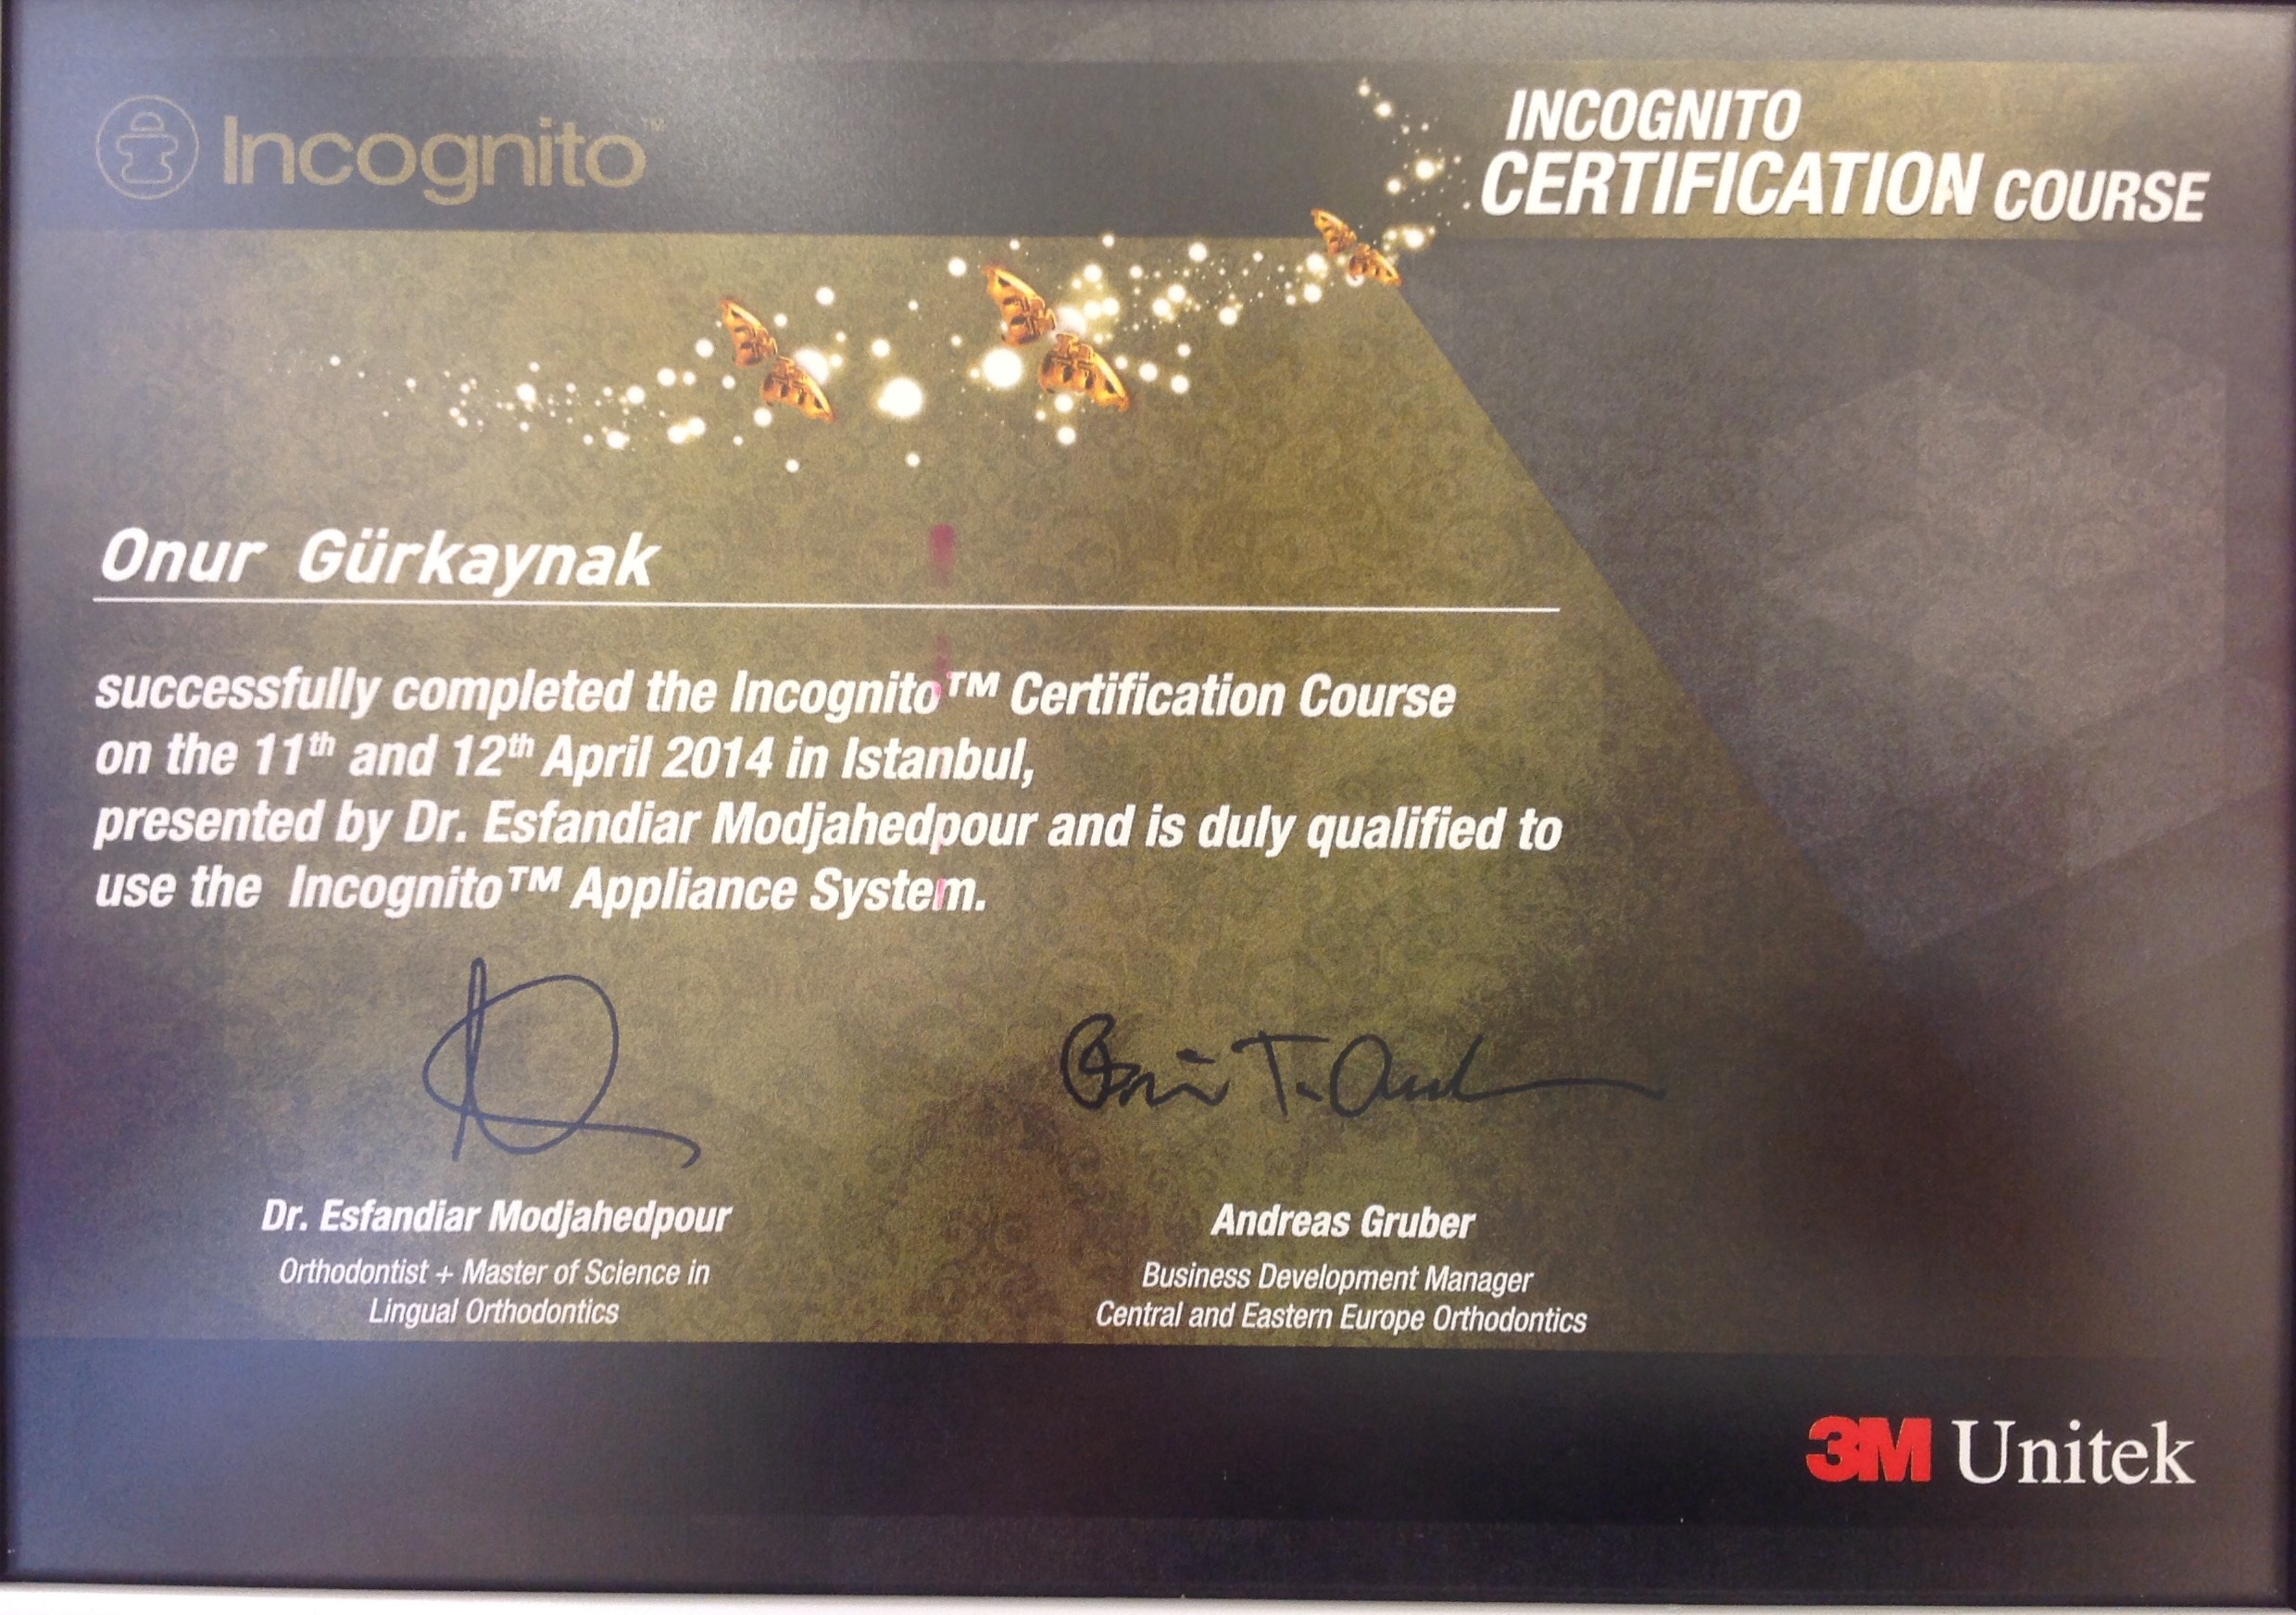 Incognito™
INCOGNITO
CERTIFICATION COURSE
Onur Gürkaynak
successfully completed the Incognito™ Certification Course
on the 11th and 12th April 2014 in Istanbul,
presented by Dr. Esfandiar Modjahedpour and is duly qualified to
use the Incognito™ Appliance System.
Dr. Esfandiar Modjahedpour
Orthodontist + Master of Science in
Lingual Orthodontics
Andreas Gruber
Business Development Manager
Central and Eastern Europe Orthodontics
3M Unitek